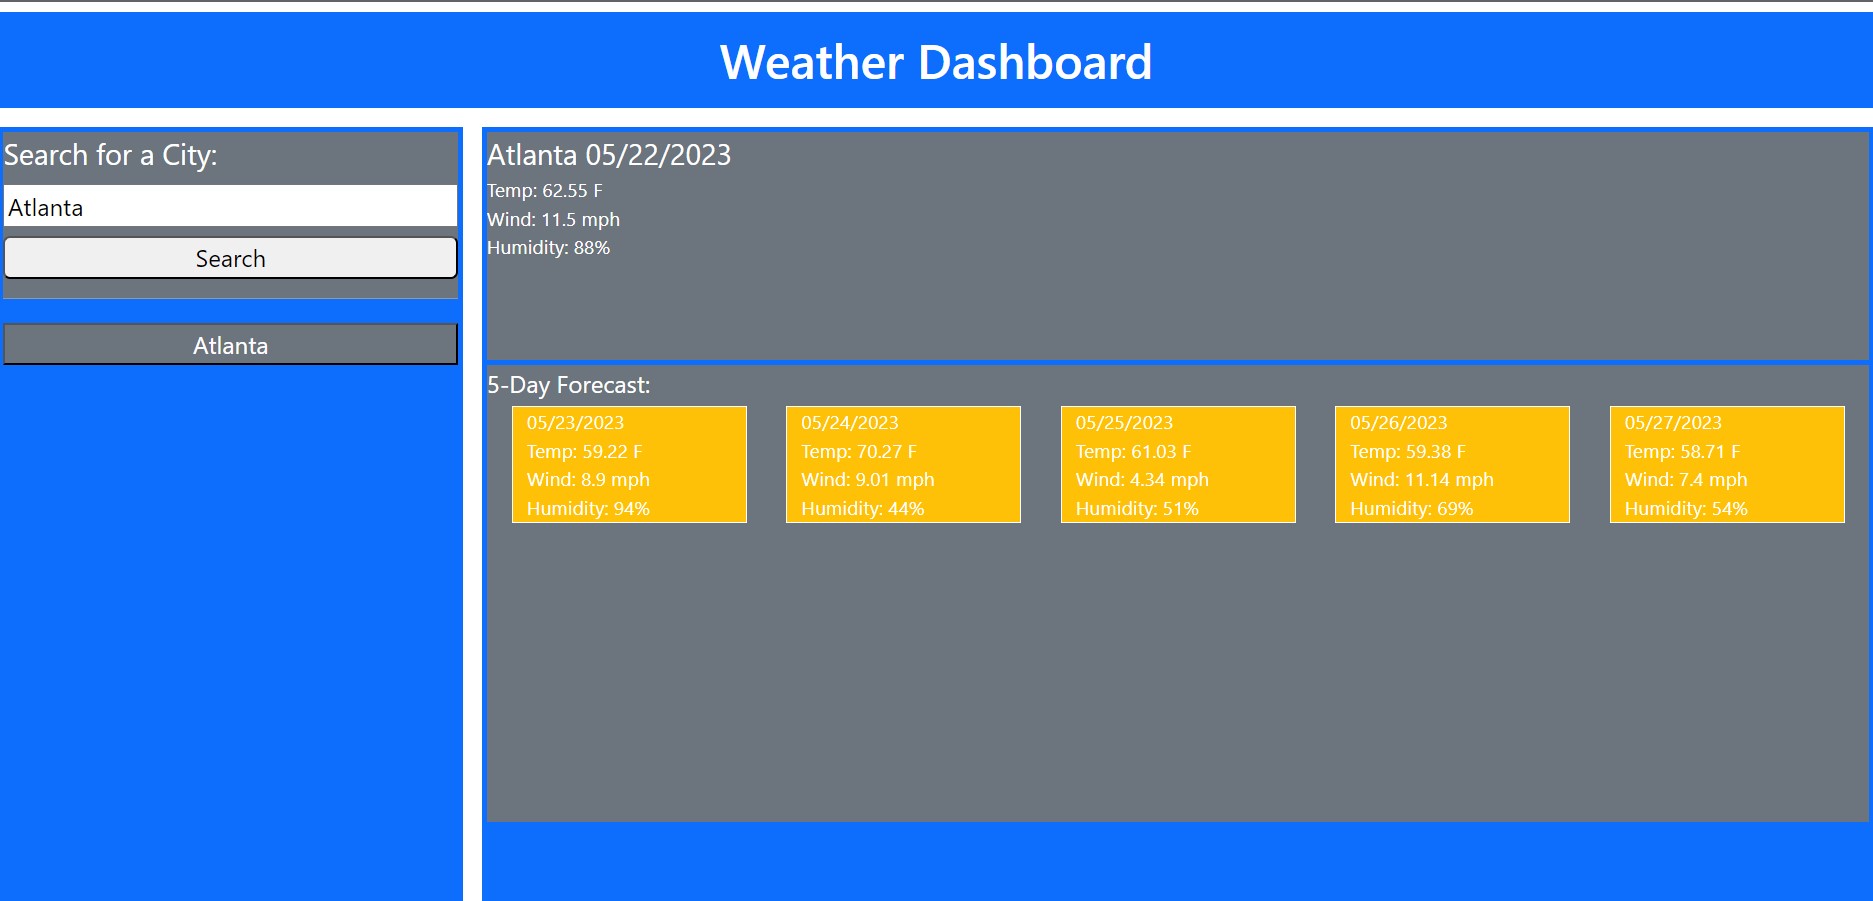 Weather Dashboard
Search for a City:
Atlanta
Search
Atlanta
Atlanta 05/22/2023
Temp: 62.55 F
Wind: 11.5 mph
Humidity: 88%
5-Day Forecast:
05/23/2023
Temp: 59.22 F
Wind: 8.9 mph
Humidity: 94%
05/24/2023
Temp: 70.27 F
Wind: 9.01 mph
Humidity: 44%
05/25/2023
Temp: 61.03 F
Wind: 4.34 mph
Humidity: 51%
05/26/2023
Temp: 59.38 F
Wind: 11.14 mph
Humidity: 69%
05/27/2023
Temp: 58.71 F
Wind: 7.4 mph
Humidity: 54%